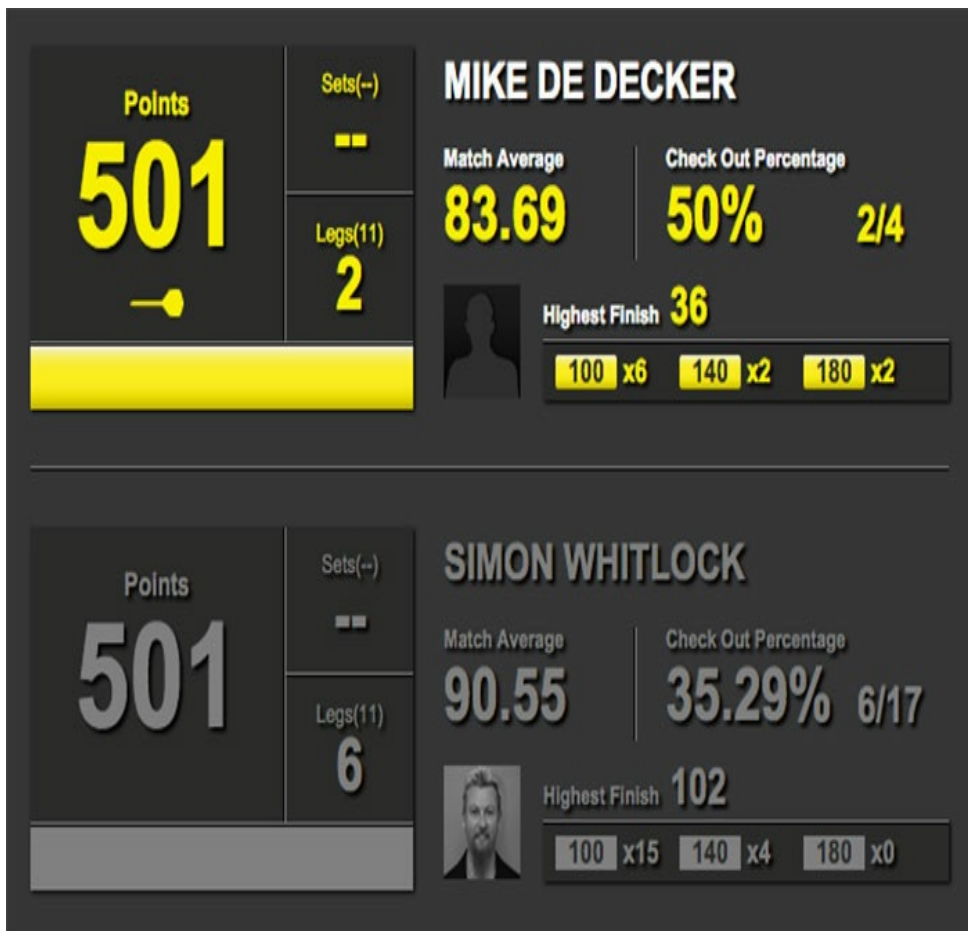 MIKE DE DECKER
Points
501
Sets(--)
--
Legs(11)
2
Match Average
83.69
Check Out Percentage
50% 2/4
Highest Finish 36
100 x6 140 x2 180 x2
SIMON WHITLOCK
Points
501
Sets(--)
--
Legs(11)
6
Match Average
90.55
Check Out Percentage
35.29% 6/17
Highest Finish 102
100 x15 140 x4 180 x0